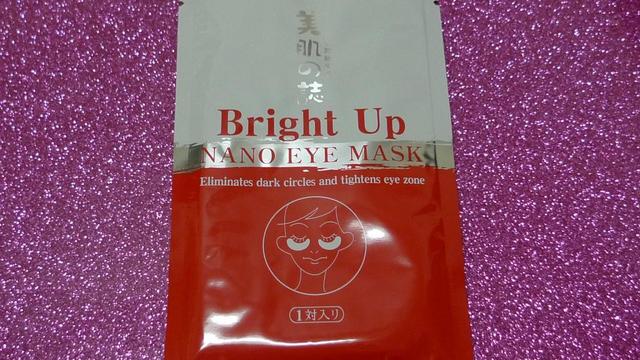 美肌の誌
Bright Up
NANO EYE MASK
Eliminates dark circles and tightens eye zone
1対入り